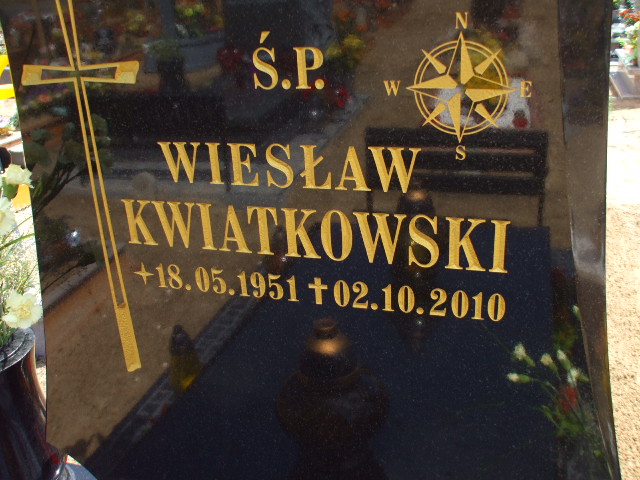 Ś.P.
N
W E
S
WIESŁAW
KWIATKOWSKI
18.05.1951 ✝ 02.10.2010